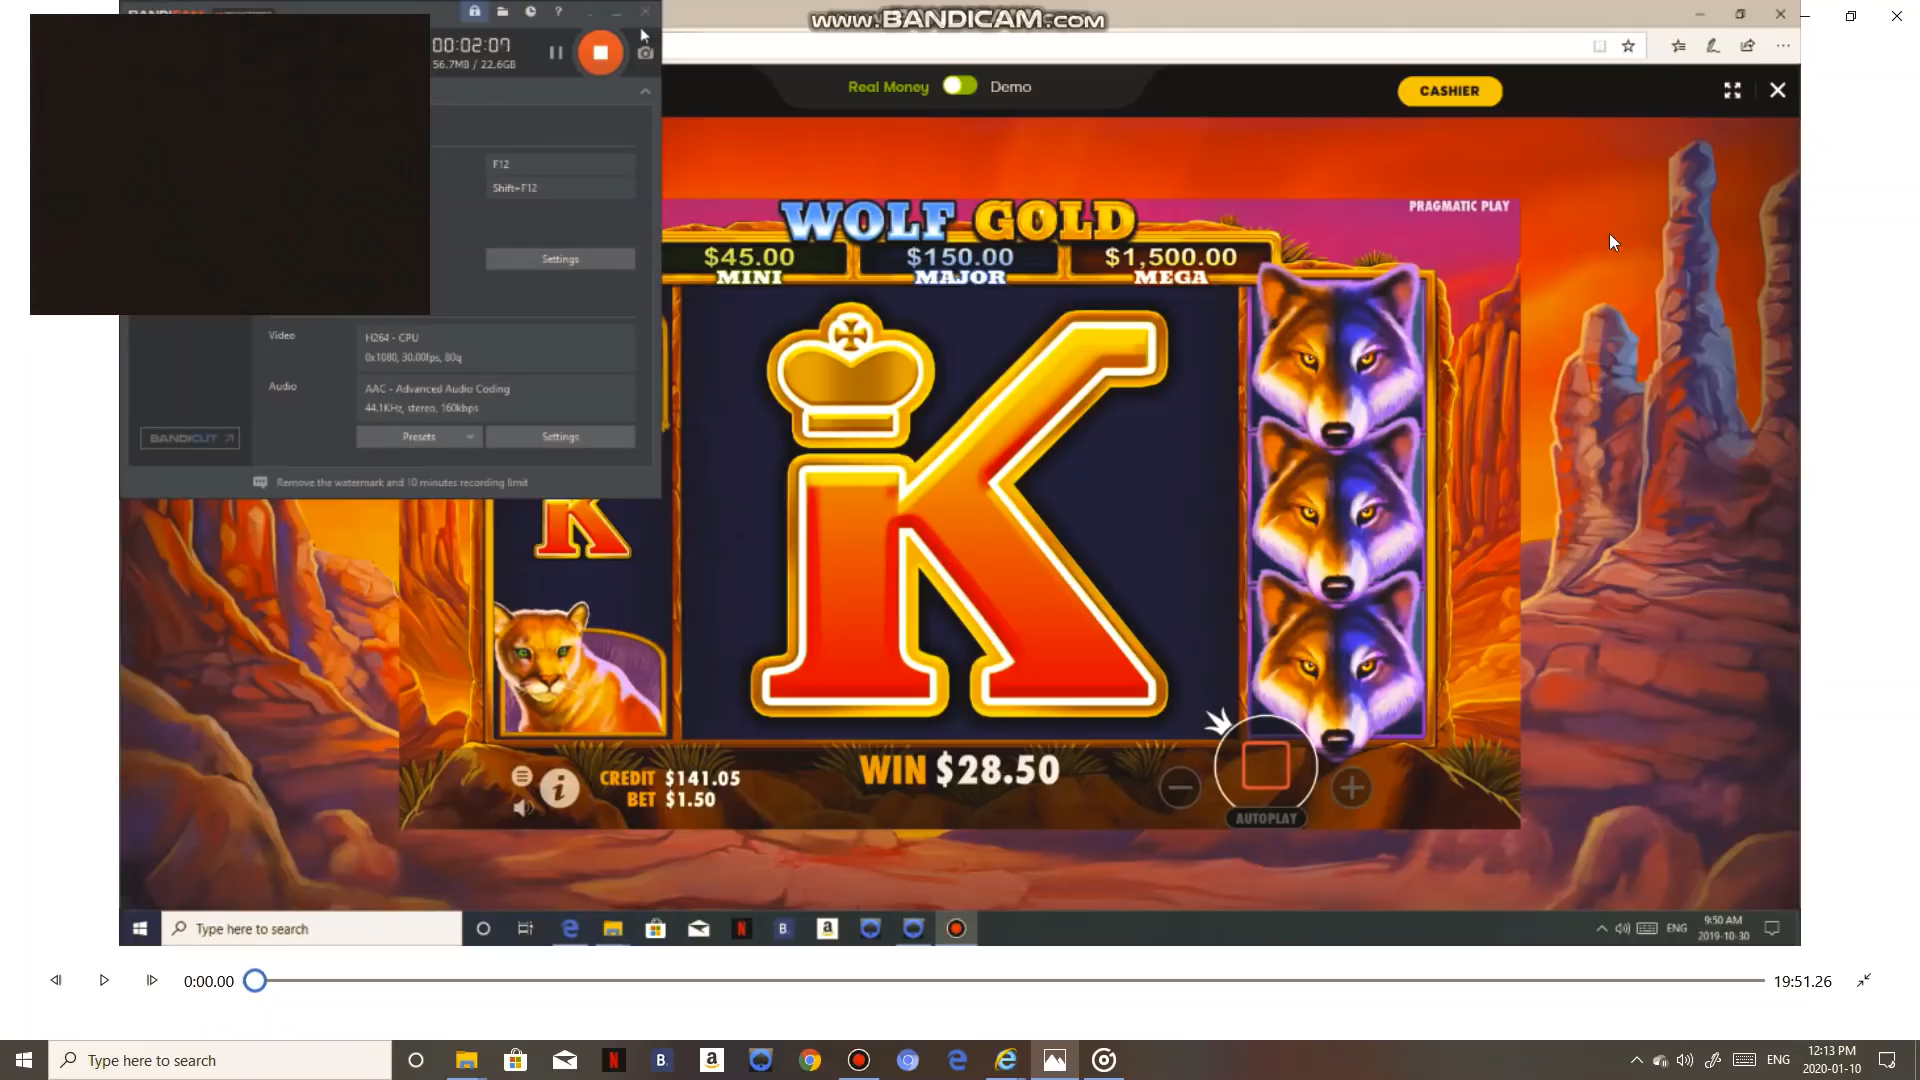 www.BANDICAM.com
00:02:07
56.7MB / 22.6GB
Real Money
Demo
CASHIER
F12
Shift+F12
Settings
WOLF GOLD
PRAGMATIC PLAY
$45.00
MINI
$150.00
MAJOR
$1,500.00
MEGA
Video
H264 - CPU
0x1080, 30.00fps, 80q
Audio
AAC - Advanced Audio Coding
44.1KHz, stereo, 160kbps
BANDICUT
Presets
Settings
Remove the watermark and 10 minutes recording limit
K
K
CREDIT $141.05
BET $1.50
WIN $28.50
AUTOPLAY
Type here to search
B.
a
ENG
9:50 AM
2019-10-30
0:00.00
19:51.26
Type here to search
B.
a
ENG
12:13 PM
2020-01-10